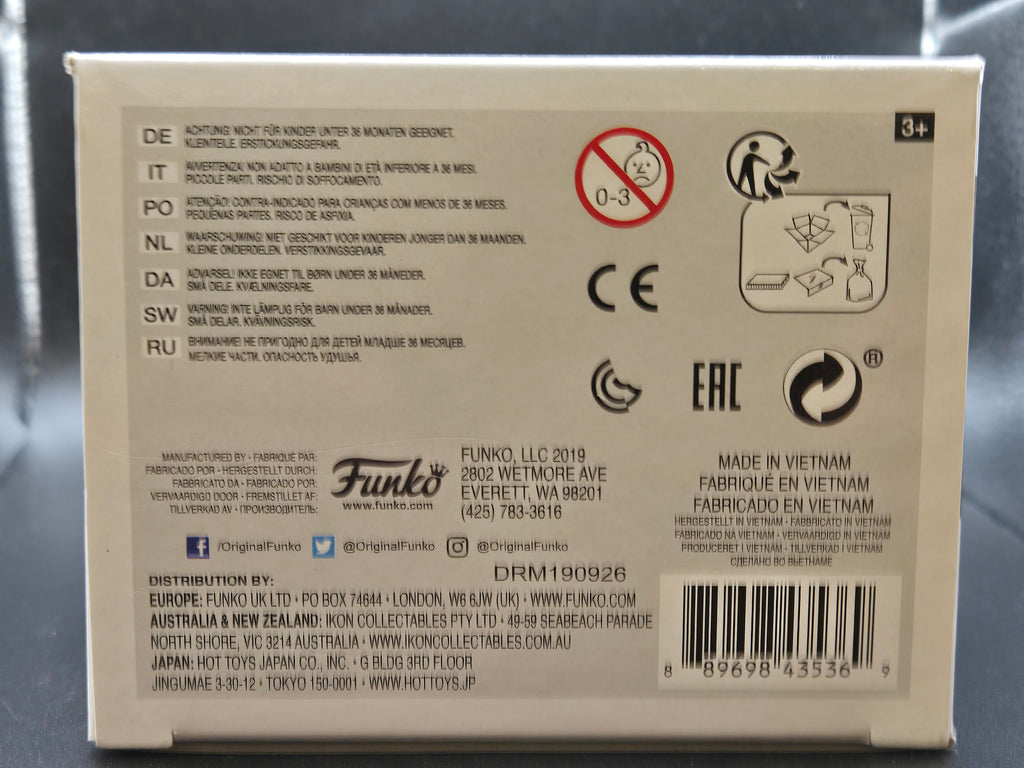 DE ACHTUNG! NICHT FÜR KINDER UNTER 36 MONATEN GEEIGNET.
KLEINTEILE. ERSTICKUNGSGEFAHR.
IT AVVERTENZA! NON ADATTO A BAMBINI DI ETÀ INFERIORE A 36 MESI.
PICCOLE PARTI. RISCHIO DI SOFFOCAMENTO.
PO ATENÇÃO! CONTRA-INDICADO PARA CRIANÇAS COM MENOS DE 36 MESES.
PEQUENAS PARTES. RISCO DE ASFIXIA.
NL WAARSCHUWING! NIET GESCHIKT VOOR KINDEREN JONGER DAN 36 MAANDEN.
KLEINE ONDERDELEN. VERSTIKKINGSGEVAAR.
DA ADVARSEL! IKKE EGNET TIL BØRN UNDER 36 MÅNEDER.
SMÅ DELE. KVÆLNINGSFARE.
SW VARNING! INTE LÄMPLIG FÖR BARN UNDER 36 MÅNADER.
SMÅ DELAR. KVÄVNINGSRISK.
RU ВНИМАНИЕ! НЕ ПРИГОДНО ДЛЯ ДЕТЕЙ МЛАДШЕ 36 МЕСЯЦЕВ.
МЕЛКИЕ ЧАСТИ. ОПАСНОСТЬ УДУШЬЯ.
0-3
3+
CE
EAC
®
MANUFACTURED BY • FABRIQUÉ PAR:
FABRICADO POR • HERGESTELLT DURCH:
FABBRICATO DA • FABRICADO POR:
VERVAARDIGD DOOR • FREMSTILLET AF:
TILLVERKAD AV • ПРОИЗВОДИТЕЛЬ:
Funko
www.funko.com
FUNKO, LLC 2019
2802 WETMORE AVE
EVERETT, WA 98201
(425) 783-3616
MADE IN VIETNAM
FABRIQUÉ EN VIETNAM
FABRICADO EN VIETNAM
HERGESTELLT IN VIETNAM • FABBRICATO IN VIETNAM
FABRICADO NA VIETNAM • VERVAARDIGD IN VIETNAM
PRODUCERET I VIETNAM • TILLVERKAD I VIETNAM
СДЕЛАНО ВО ВЬЕТНАМЕ
/OriginalFunko @OriginalFunko @OriginalFunko
DRM190926
DISTRIBUTION BY:
EUROPE: FUNKO UK LTD • PO BOX 74644 • LONDON, W6 6JW (UK) • WWW.FUNKO.COM
AUSTRALIA & NEW ZEALAND: IKON COLLECTABLES PTY LTD • 49-59 SEABEACH PARADE
NORTH SHORE, VIC 3214 AUSTRALIA • WWW.IKONCOLLECTABLES.COM.AU
JAPAN: HOT TOYS JAPAN CO., INC. • G BLDG 3RD FLOOR
JINGUMAE 3-30-12 • TOKYO 150-0001 • WWW.HOTTOYS.JP
8 89698 43536 9